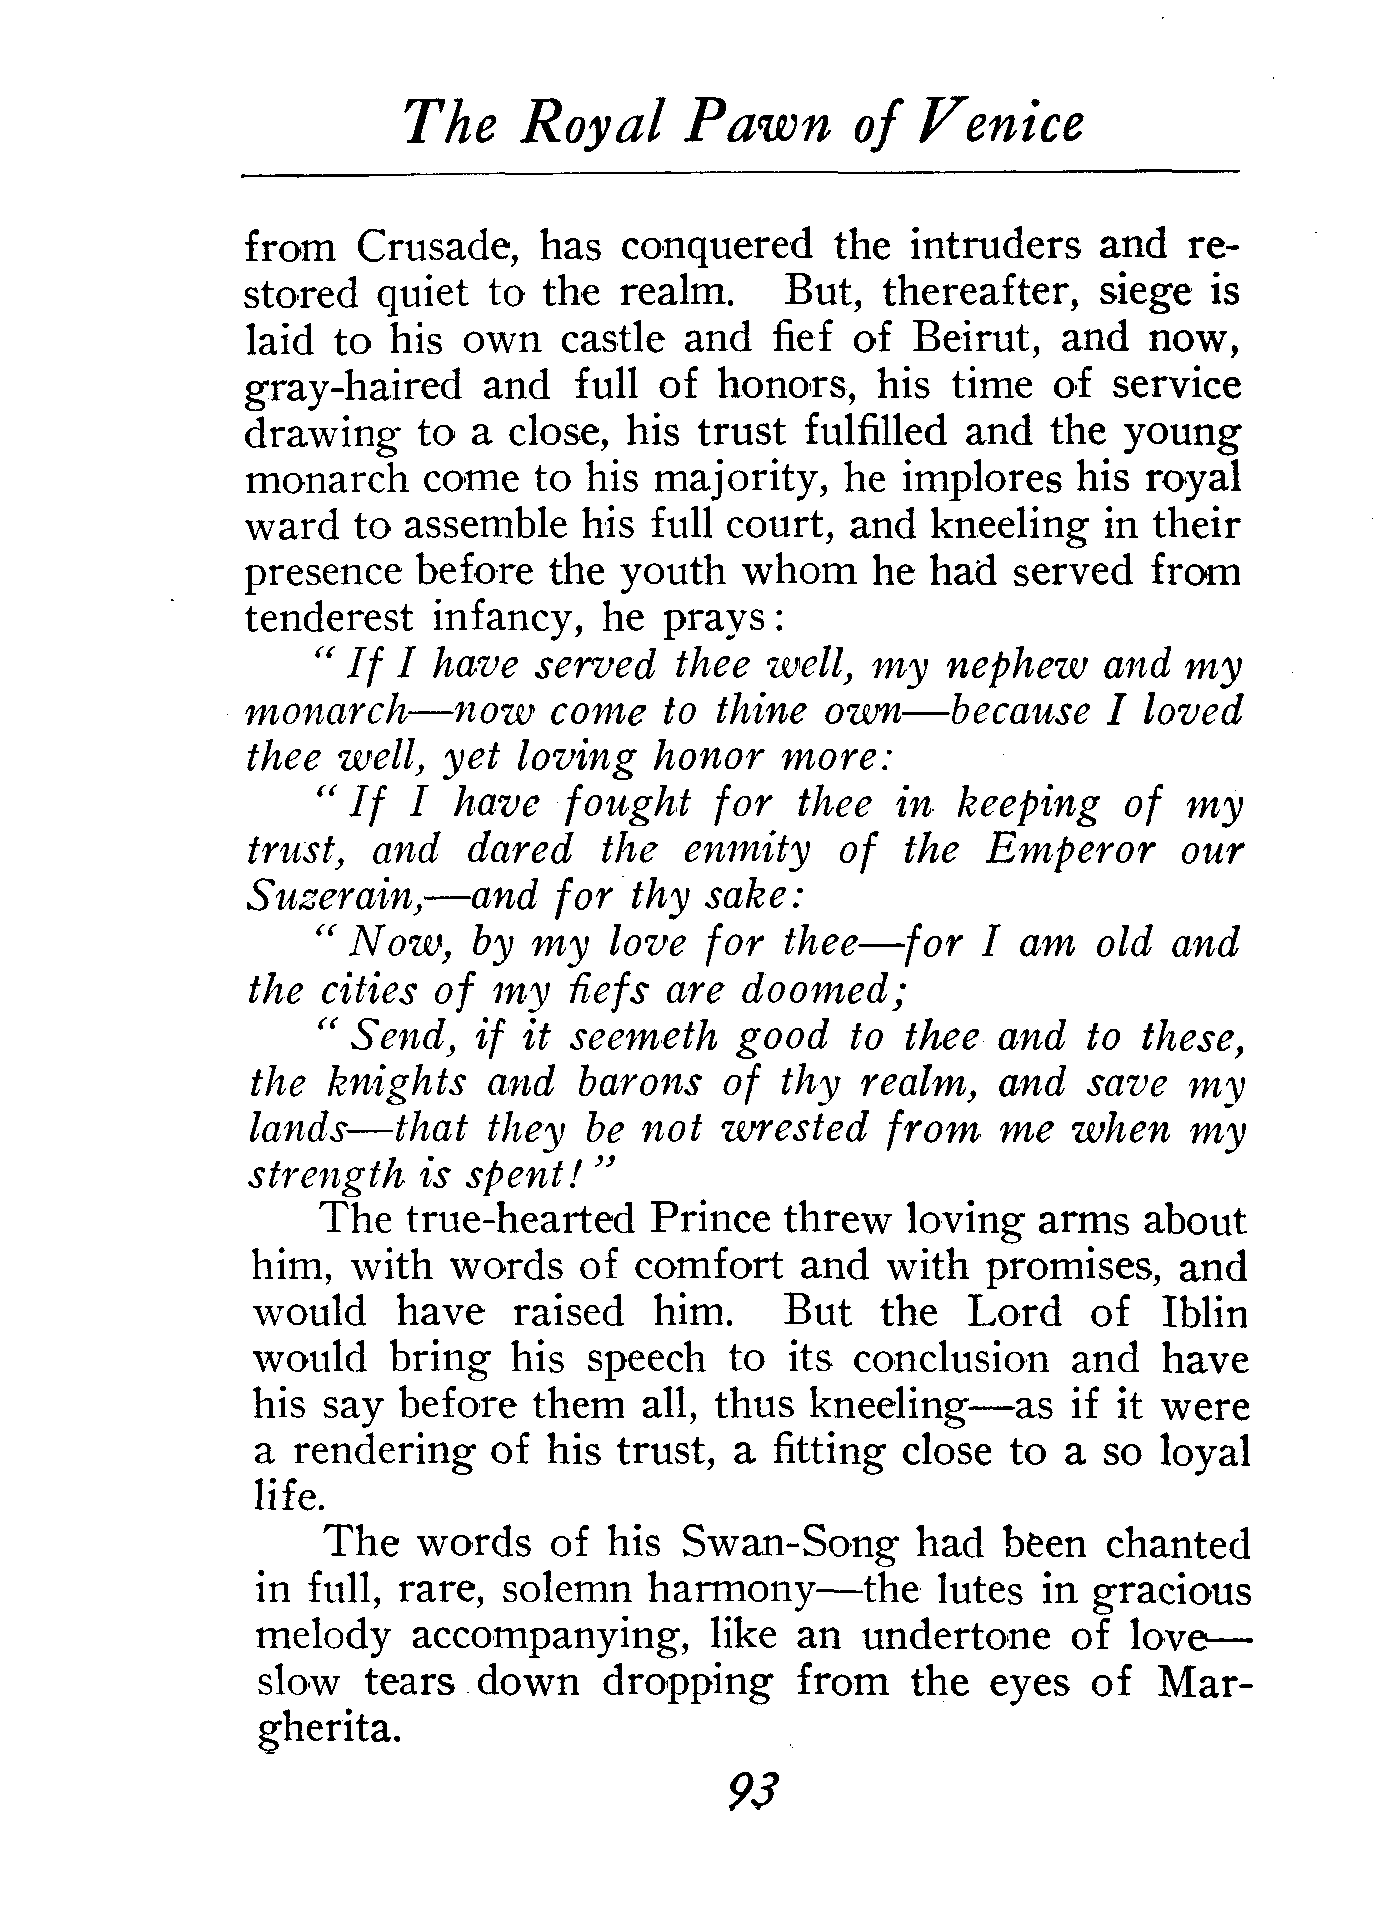 The Royal Pawn of Venice
from Crusade, has conquered the intruders and re-
stored quiet to the realm. But, thereafter, siege is
laid to his own castle and fief of Beirut, and now,
gray-haired and full of honors, his time of service
drawing to a close, his trust fulfilled and the young
monarch come to his majority, he implores his royal
ward to assemble his full court, and kneeling in their
presence before the youth whom he had served from
tenderest infancy, he prays:
" If I have served thee well, my nephew and my
monarch—now come to thine own—because I loved
thee well, yet loving honor more:
" If I have fought for thee in keeping of my
trust, and dared the enmity of the Emperor our
Suzerain,—and for thy sake:
" Now, by my love for thee—for I am old and
the cities of my fiefs are doomed;
" Send, if it seemeth good to thee and to these,
the knights and barons of thy realm, and save my
lands—that they be not wrested from me when my
strength is spent! "
The true-hearted Prince threw loving arms about
him, with words of comfort and with promises, and
would have raised him. But the Lord of Iblin
would bring his speech to its conclusion and have
his say before them all, thus kneeling—as if it were
a rendering of his trust, a fitting close to a so loyal
life.
The words of his Swan-Song had been chanted
in full, rare, solemn harmony—the lutes in gracious
melody accompanying, like an undertone of love—
slow tears down dropping from the eyes of Mar-
gherita.
93